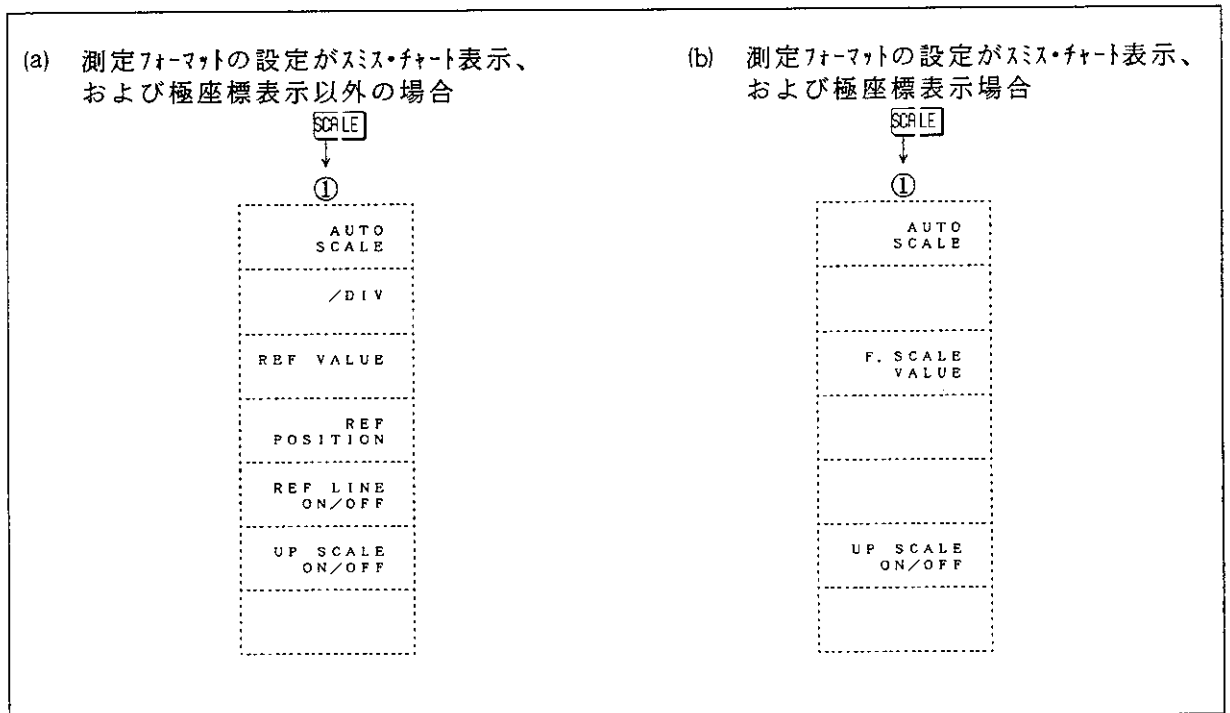 (a) 測定ﾌｫｰﾏｯﾄの設定がｽﾐｽ・ﾁｬｰﾄ表示、
および極座標表示以外の場合
SCALE
①
AUTO
SCALE
/DIV
REF VALUE
REF
POSITION
REF LINE
ON/OFF
UP SCALE
ON/OFF
(b) 測定ﾌｫｰﾏｯﾄの設定がｽﾐｽ・ﾁｬｰﾄ表示、
および極座標表示場合
SCALE
①
AUTO
SCALE
F. SCALE
VALUE
UP SCALE
ON/OFF